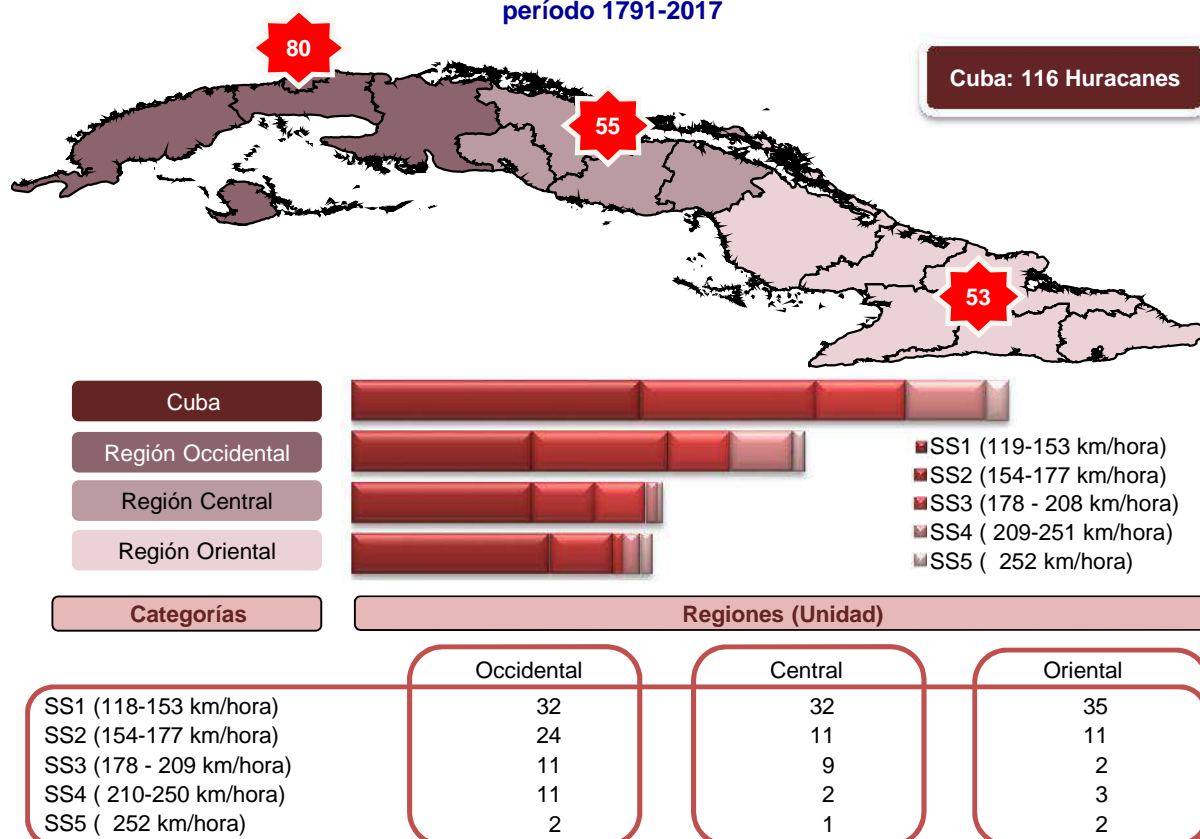 período 1791-2017
80
Cuba: 116 Huracanes
55
53
Cuba
Región Occidental
Región Central
Región Oriental
SS1 (119-153 km/hora)
SS2 (154-177 km/hora)
SS3 (178 - 208 km/hora)
SS4 ( 209-251 km/hora)
SS5 (  252 km/hora)
Categorías Regiones (Unidad)
Occidental Central Oriental
SS1 (118-153 km/hora) 32 32 35
SS2 (154-177 km/hora) 24 11 11
SS3 (178 - 209 km/hora) 11 9 2
SS4 ( 210-250 km/hora) 11 2 3
SS5 (  252 km/hora) 2 1 2